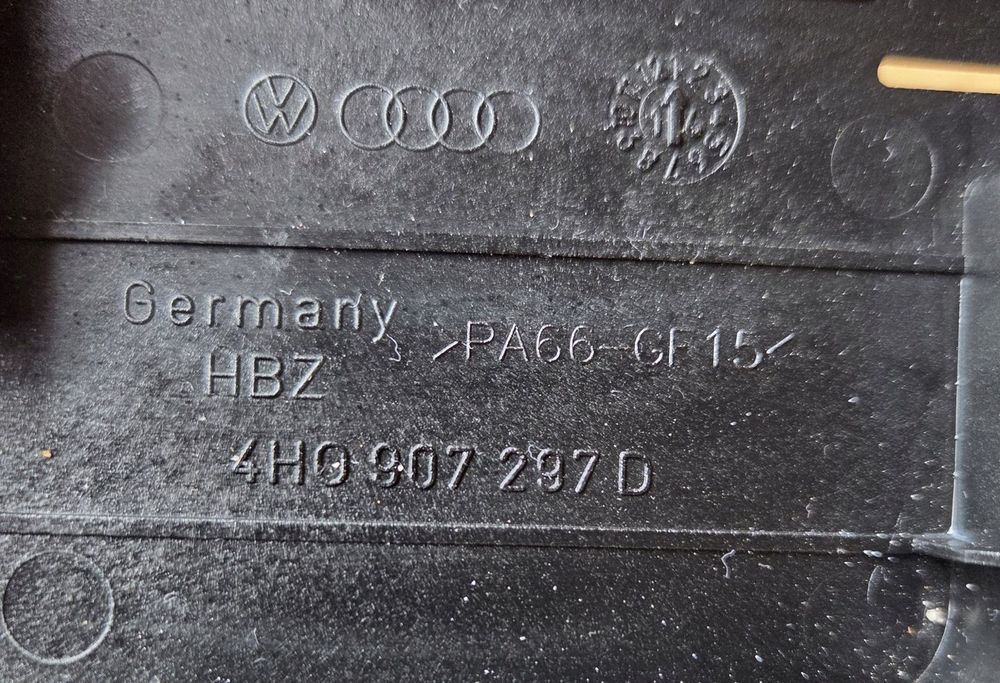 Germany
HBZ
>PA66-GF15<
4H0 907 297 D